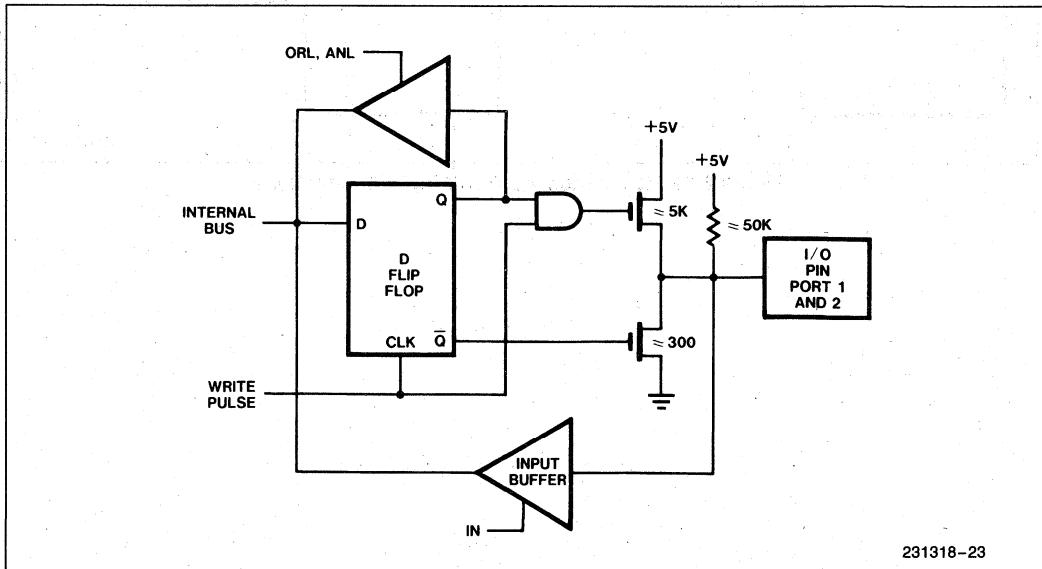 ORL, ANL
+5V
+5V
INTERNAL
BUS
D
Q
≈ 5K
≈ 50K
D
FLIP
FLOP
I/O
PIN
PORT 1
AND 2
CLK
Q̅
≈ 300
WRITE
PULSE
INPUT
BUFFER
IN
231318-23